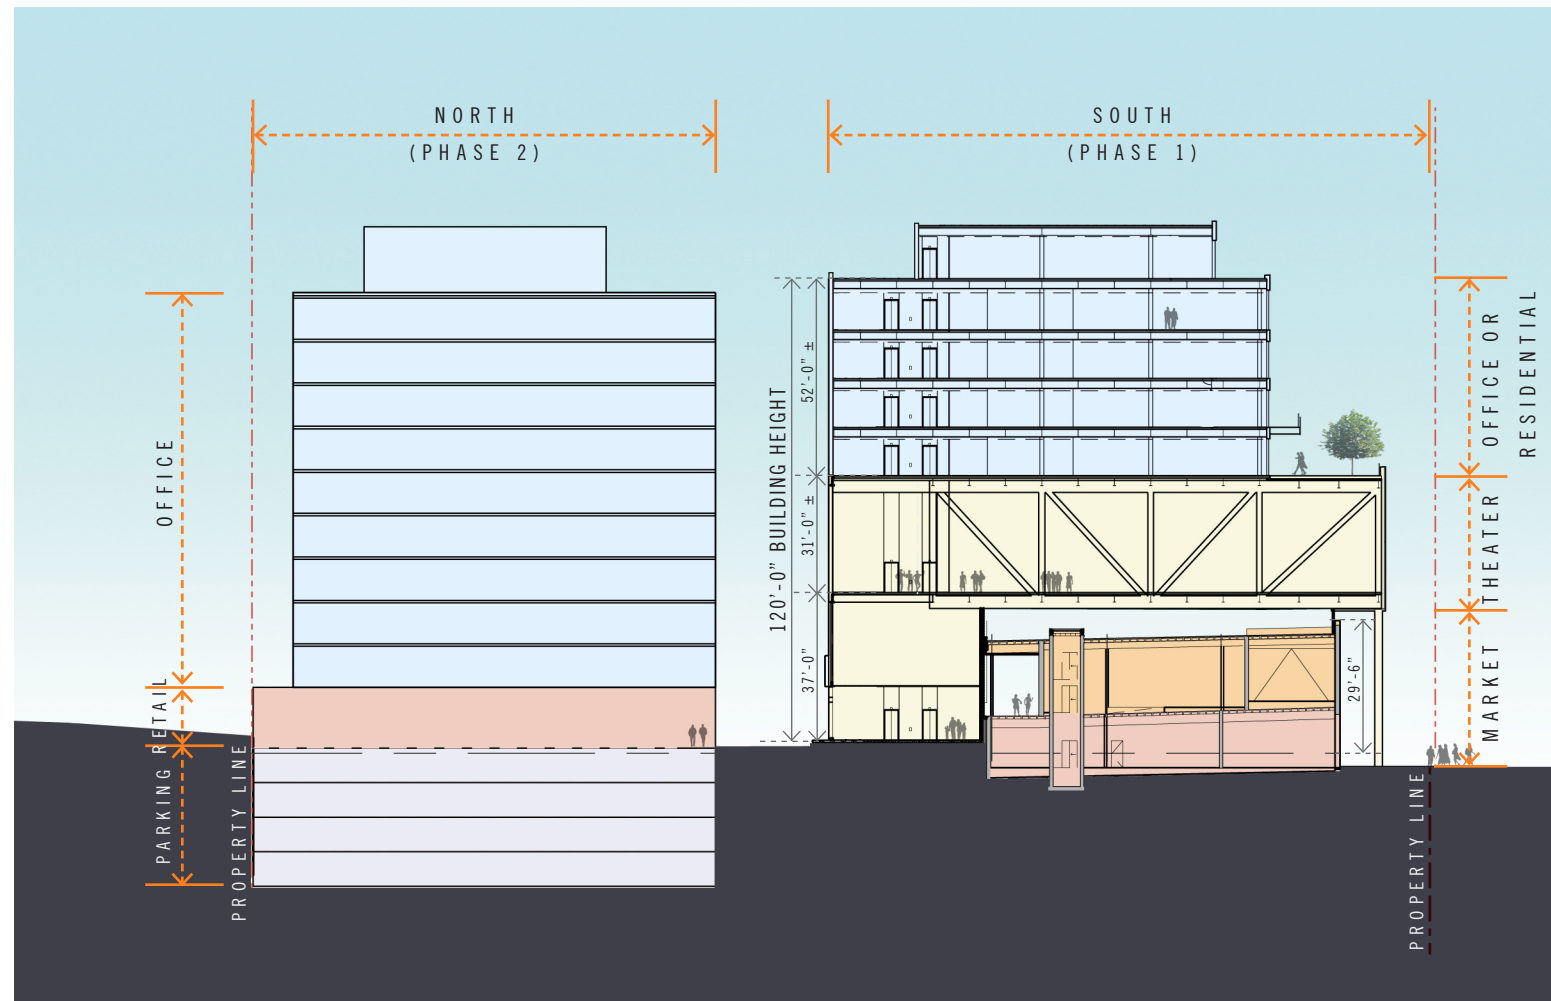 NORTH
(PHASE 2)
SOUTH
(PHASE 1)
OFFICE
RETAIL
PARKING
PROPERTY LINE
120'-0" BUILDING HEIGHT
52'-0" ±
31'-0" ±
37'-0"
29'-6"
OFFICE OR
RESIDENTIAL
THEATER
MARKET
PROPERTY LINE